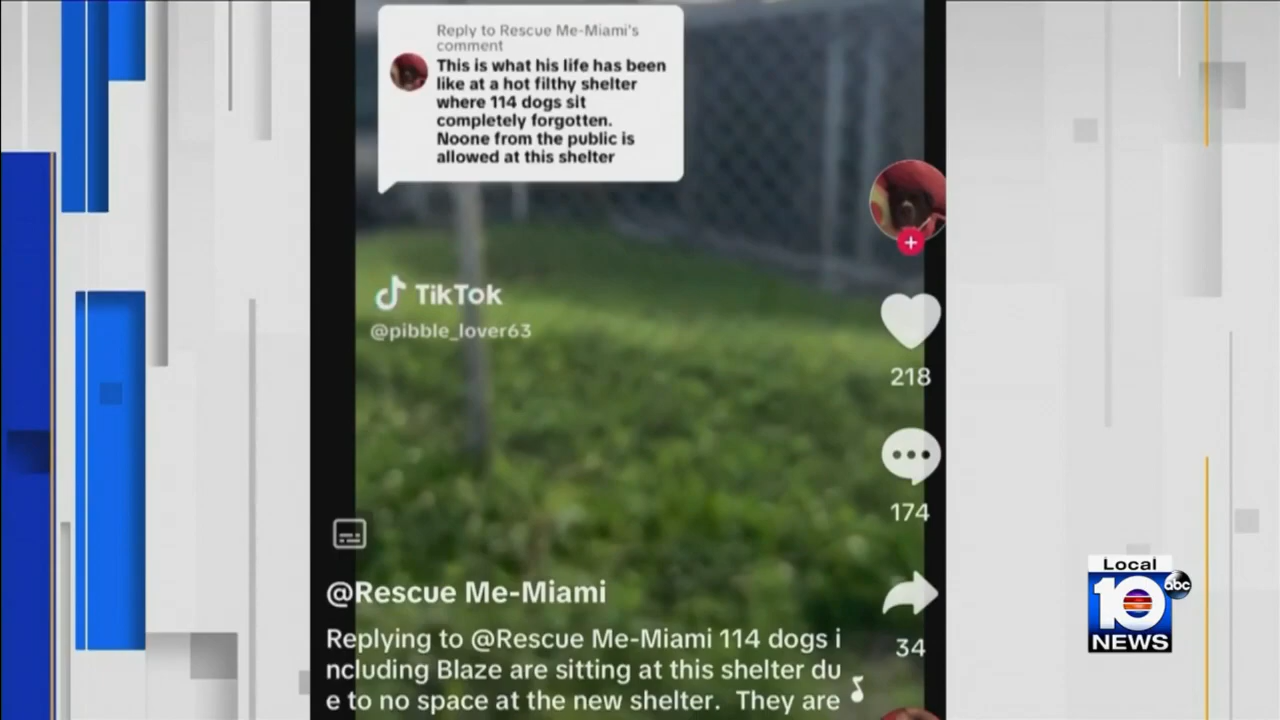 Reply to Rescue Me-Miami's
comment
This is what his life has been
like at a hot filthy shelter
where 114 dogs sit
completely forgotten.
Noone from the public is
allowed at this shelter
TikTok
@pibble_lover63
218
174
34
@Rescue Me-Miami
Replying to @Rescue Me-Miami 114 dogs i
ncluding Blaze are sitting at this shelter du
e to no space at the new shelter. They are
Local
10
abc
NEWS